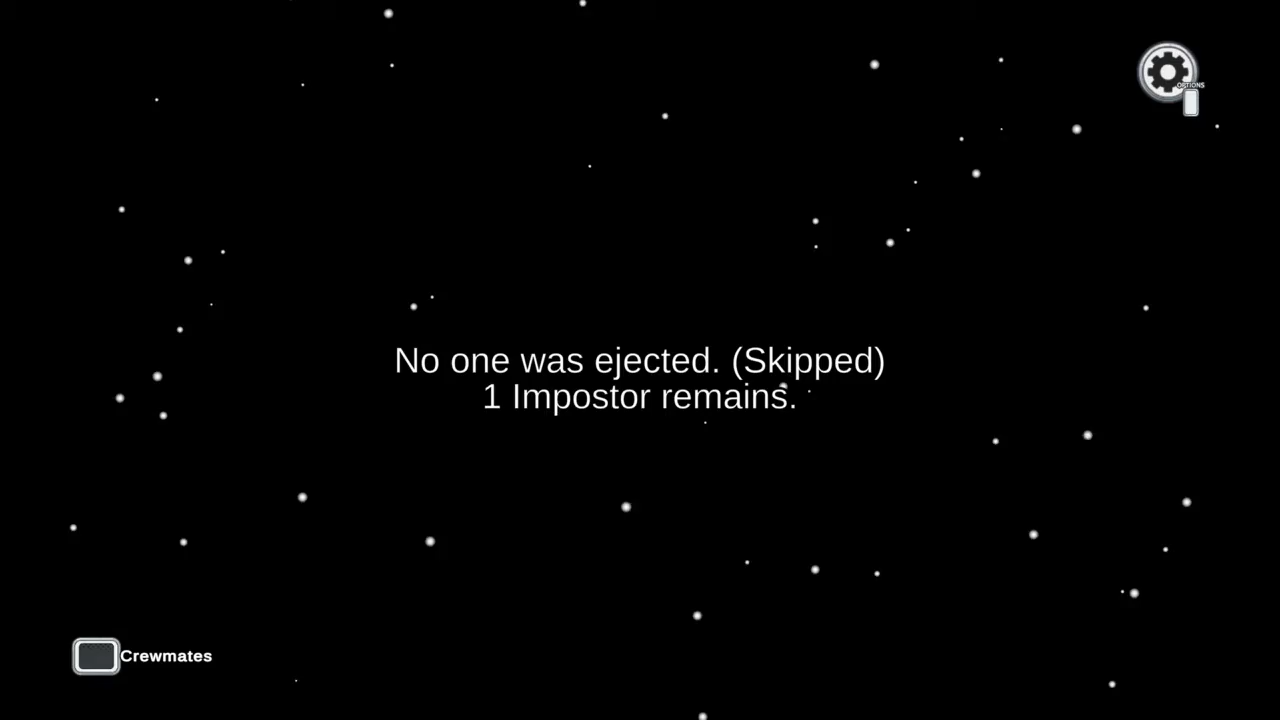 OPTIONS
No one was ejected. (Skipped)
1 Impostor remains.
Crewmates